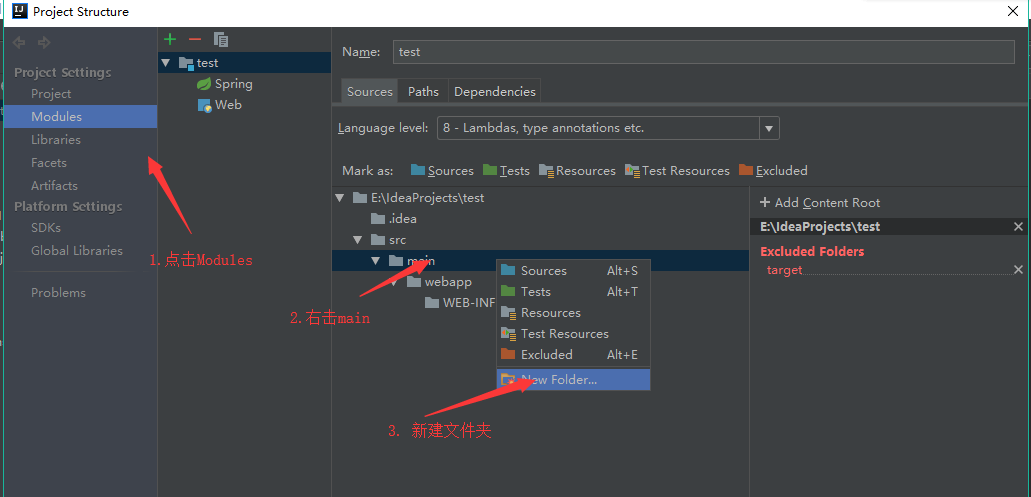 Project Structure
Project Settings
Project
Modules
Libraries
Facets
Artifacts
Platform Settings
SDKs
Global Libraries
Problems
test
Spring
Web
Name: test
Sources Paths Dependencies
Language level: 8 - Lambdas, type annotations etc.
Mark as: Sources Tests Resources Test Resources Excluded
E:\IdeaProjects\test
.idea
src
main
webapp
WEB-INF
Sources Alt+S
Tests Alt+T
Resources
Test Resources
Excluded Alt+E
New Folder...
+ Add Content Root
E:\IdeaProjects\test
Excluded Folders
target
1.点击Modules
2.右击main
3. 新建文件夹